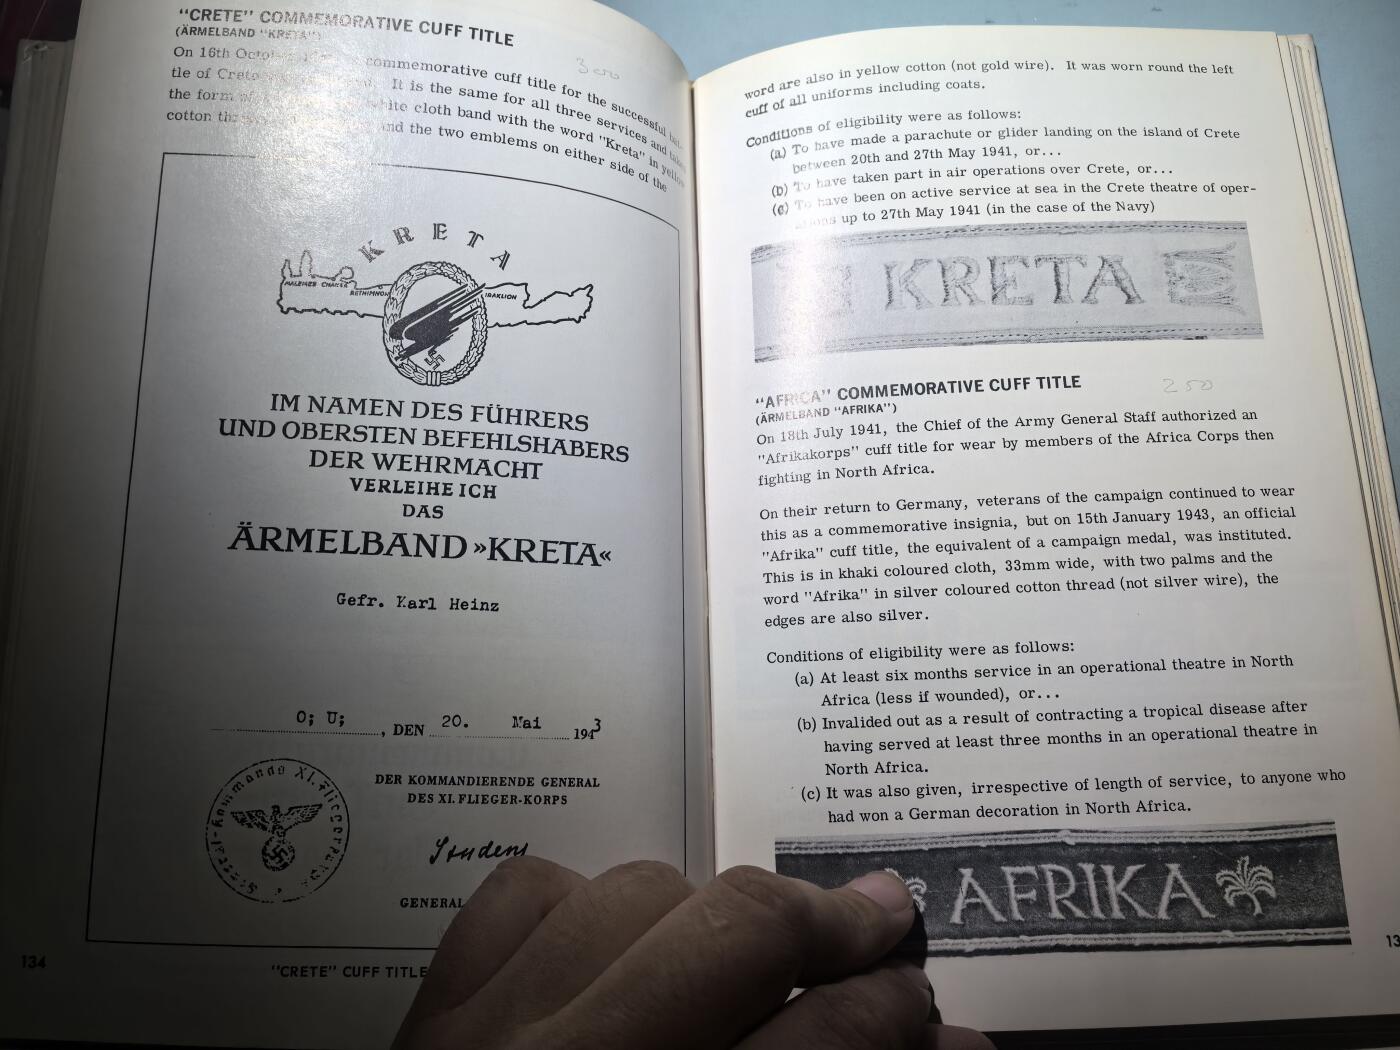 "CRETE" COMMEMORATIVE CUFF TITLE
(ÄRMELBAND "KRETA")
On 16th commemorative cuff title for the successful
tle of Crete It is the same for all three services and
the form white cloth band with the word "Kreta" in yellow
cotton and the two emblems on either side of the
KRETA
MALEMES CHANEA
RETHIMNON
IRAKLION
IM NAMEN DES FÜHRERS
UND OBERSTEN BEFEHLSHABERS
DER WEHRMACHT
VERLEIHE ICH
DAS
ÄRMELBAND »KRETA«
Gefr. Karl Heinz
O; U; , DEN 20. Mai 1943
DER KOMMANDIERENDE GENERAL
DES XI. FLIEGER-KORPS
Student
GENERAL
134
"CRETE" CUFF TITLE
300
word are also in yellow cotton (not gold wire). It was worn round the left
cuff of all uniforms including coats.
Conditions of eligibility were as follows:
(a) To have made a parachute or glider landing on the island of Crete
between 20th and 27th May 1941, or...
(b) To have taken part in air operations over Crete, or...
(c) To have been on active service at sea in the Crete theatre of oper-
ations up to 27th May 1941 (in the case of the Navy)
KRETA
"AFRICA" COMMEMORATIVE CUFF TITLE
250
(ÄRMELBAND "AFRIKA")
On 18th July 1941, the Chief of the Army General Staff authorized an
"Afrikakorps" cuff title for wear by members of the Africa Corps then
fighting in North Africa.
On their return to Germany, veterans of the campaign continued to wear
this as a commemorative insignia, but on 15th January 1943, an official
"Afrika" cuff title, the equivalent of a campaign medal, was instituted.
This is in khaki coloured cloth, 33mm wide, with two palms and the
word "Afrika" in silver coloured cotton thread (not silver wire), the
edges are also silver.
Conditions of eligibility were as follows:
(a) At least six months service in an operational theatre in North
Africa (less if wounded), or...
(b) Invalided out as a result of contracting a tropical disease after
having served at least three months in an operational theatre in
North Africa.
(c) It was also given, irrespective of length of service, to anyone who
had won a German decoration in North Africa.
AFRIKA